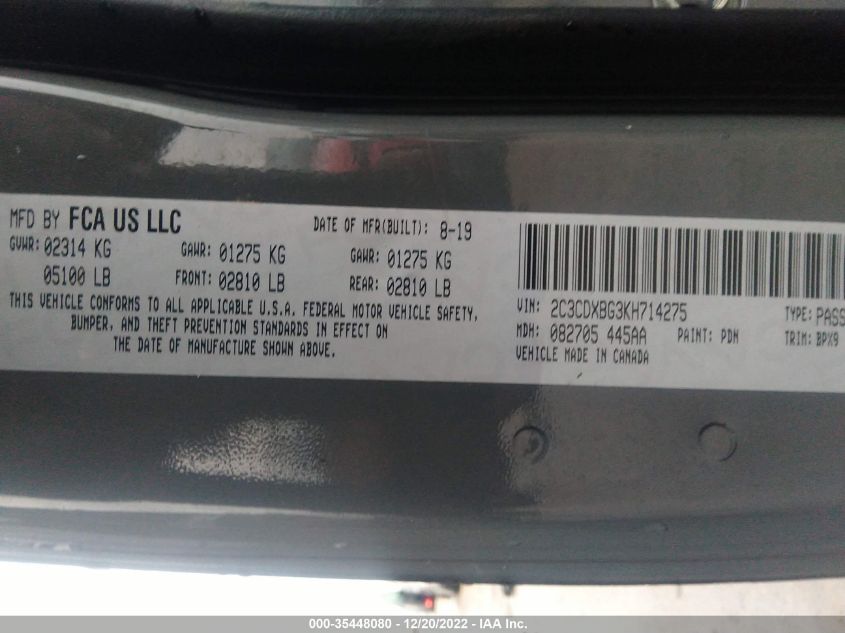 MFD BY FCA US LLC
DATE OF MFR(BUILT): 8-19
GVWR: 02314 KG
GAWR: 01275 KG
GAWR: 01275 KG
05100 LB
FRONT: 02810 LB
REAR: 02810 LB
THIS VEHICLE CONFORMS TO ALL APPLICABLE U.S.A. FEDERAL MOTOR VEHICLE SAFETY,
BUMPER, AND THEFT PREVENTION STANDARDS IN EFFECT ON
THE DATE OF MANUFACTURE SHOWN ABOVE.
VIN: 2C3CDXBG3KH714275
TYPE: PASS
MDH: 082705 445AA
PAINT: PDN
TRIM: BPX9
VEHICLE MADE IN CANADA
000-35448080 - 12/20/2022 - IAA Inc.